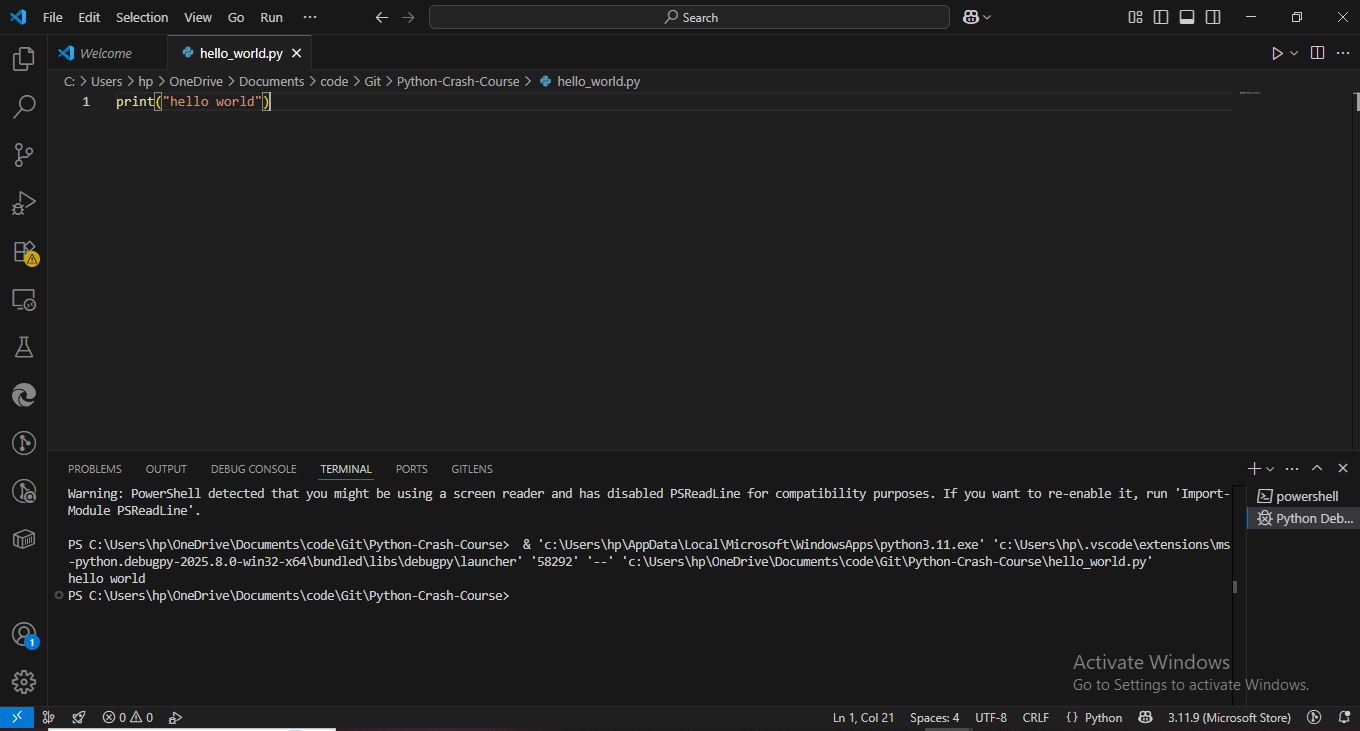 File Edit Selection View Go Run ··· Search
Welcome hello_world.py
C: > Users > hp > OneDrive > Documents > code > Git > Python-Crash-Course > hello_world.py
1 print("hello world")
PROBLEMS OUTPUT DEBUG CONSOLE TERMINAL PORTS GITLENS
Warning: PowerShell detected that you might be using a screen reader and has disabled PSReadLine for compatibility purposes. If you want to re-enable it, run 'Import-
Module PSReadLine'.
PS C:\Users\hp\OneDrive\Documents\code\Git\Python-Crash-Course>  & 'c:\Users\hp\AppData\Local\Microsoft\WindowsApps\python3.11.exe' 'c:\Users\hp\.vscode\extensions\ms
-python.debugpy-2025.8.0-win32-x64\bundled\libs\debugpy\launcher' '58292' '--' 'c:\Users\hp\OneDrive\Documents\code\Git\Python-Crash-Course\hello_world.py'
hello world
PS C:\Users\hp\OneDrive\Documents\code\Git\Python-Crash-Course>
powershell
Python Deb...
Activate Windows
Go to Settings to activate Windows.
1
0 0 Ln 1, Col 21 Spaces: 4 UTF-8 CRLF {} Python 3.11.9 (Microsoft Store)